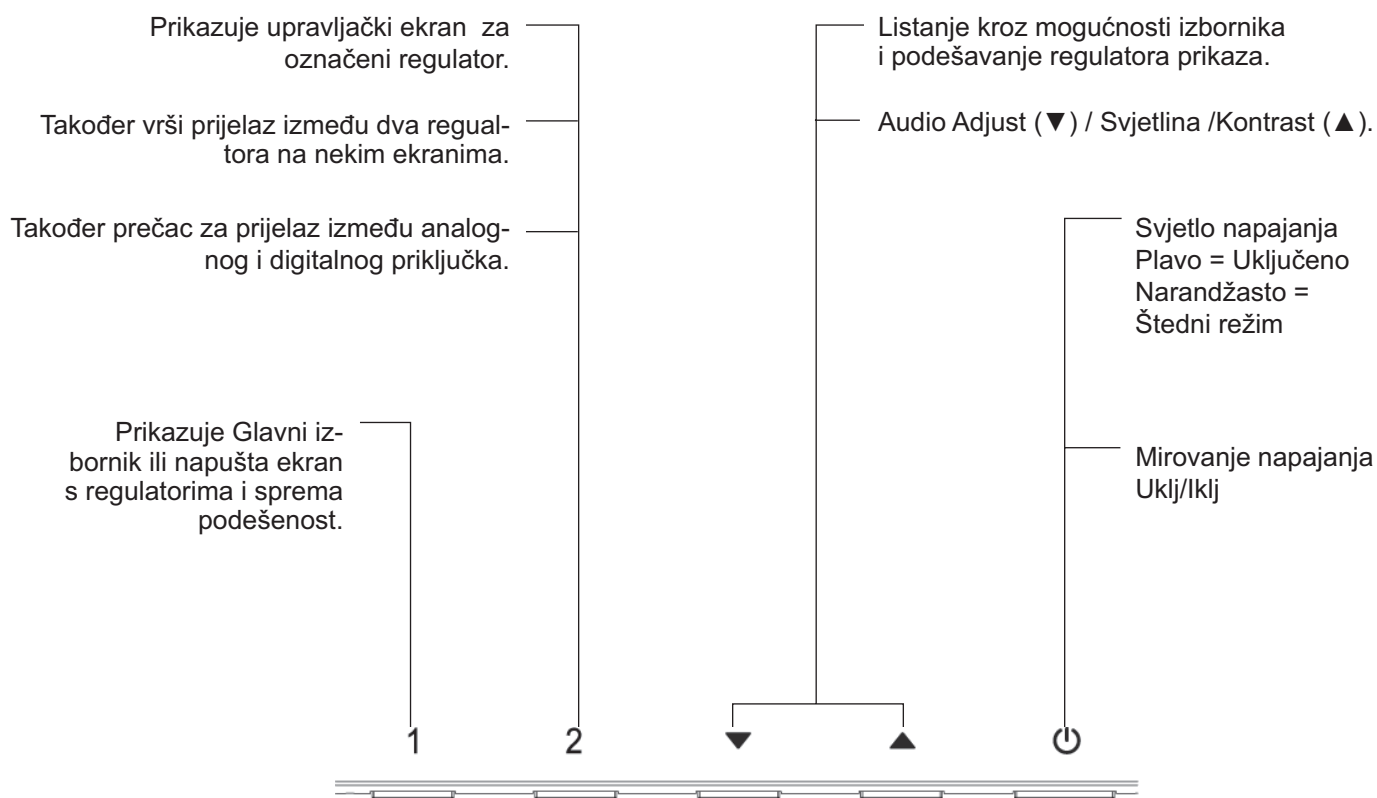 Prikazuje upravljački ekran  za
označeni regulator.
Također vrši prijelaz između dva regual-
tora na nekim ekranima.
Također prečac za prijelaz između analog-
nog i digitalnog priključka.
Prikazuje Glavni iz-
bornik ili napušta ekran
s regulatorima i sprema
podešenost.
Listanje kroz mogućnosti izbornika
i podešavanje regulatora prikaza.
Audio Adjust (▼) / Svjetlina /Kontrast (▲).
Svjetlo napajanja
Plavo = Uključeno
Narandžasto =
Štedni režim
Mirovanje napajanja
Uklj/Iklj
1 2 ▼ ▲ ⏻